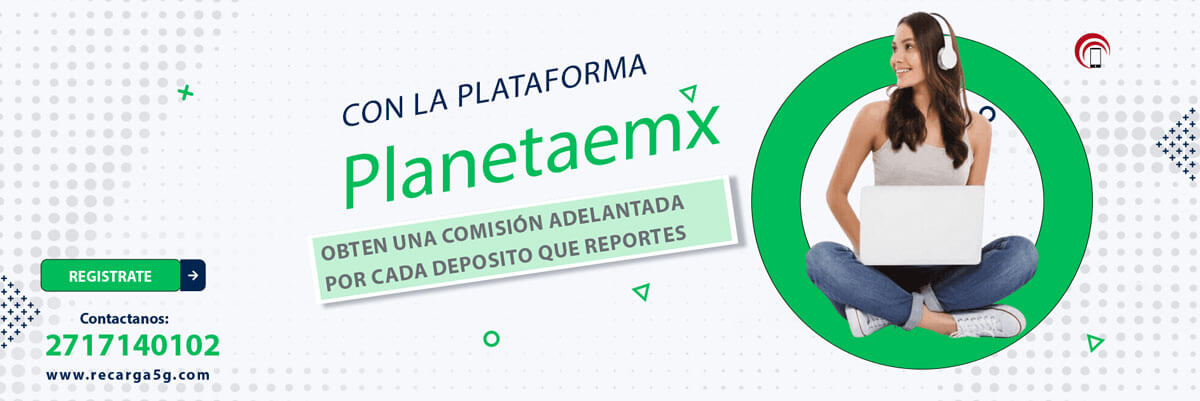 CON LA PLATAFORMA
Planetaemx
OBTEN UNA COMISIÓN ADELANTADA
POR CADA DEPOSITO QUE REPORTES
REGISTRATE
Contactanos:
2717140102
www.recarga5g.com